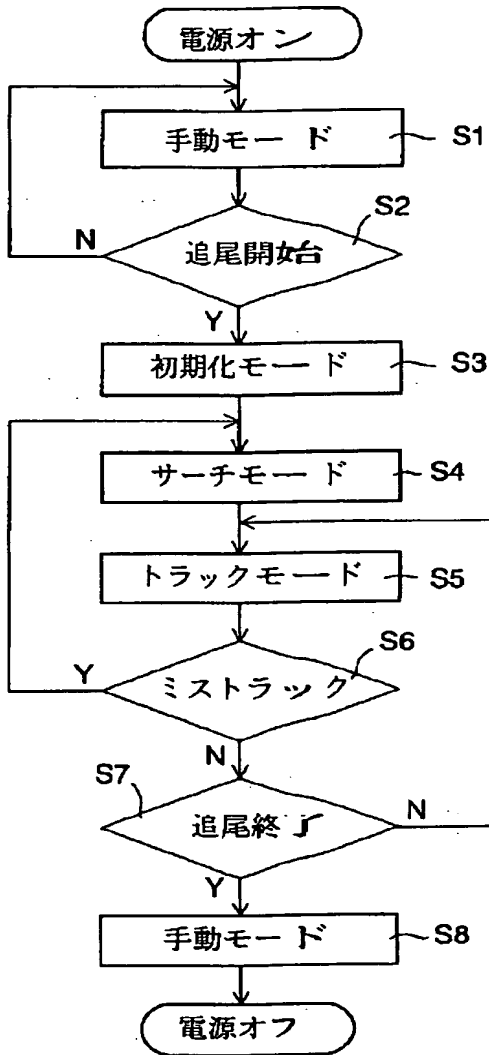 電源オン
手動モード S1
S2
N 追尾開始
Y
初期化モード S3
サーチモード S4
トラックモード S5
S6
Y ミストラック
N
S7
追尾終了 N
Y
手動モード S8
電源オフ